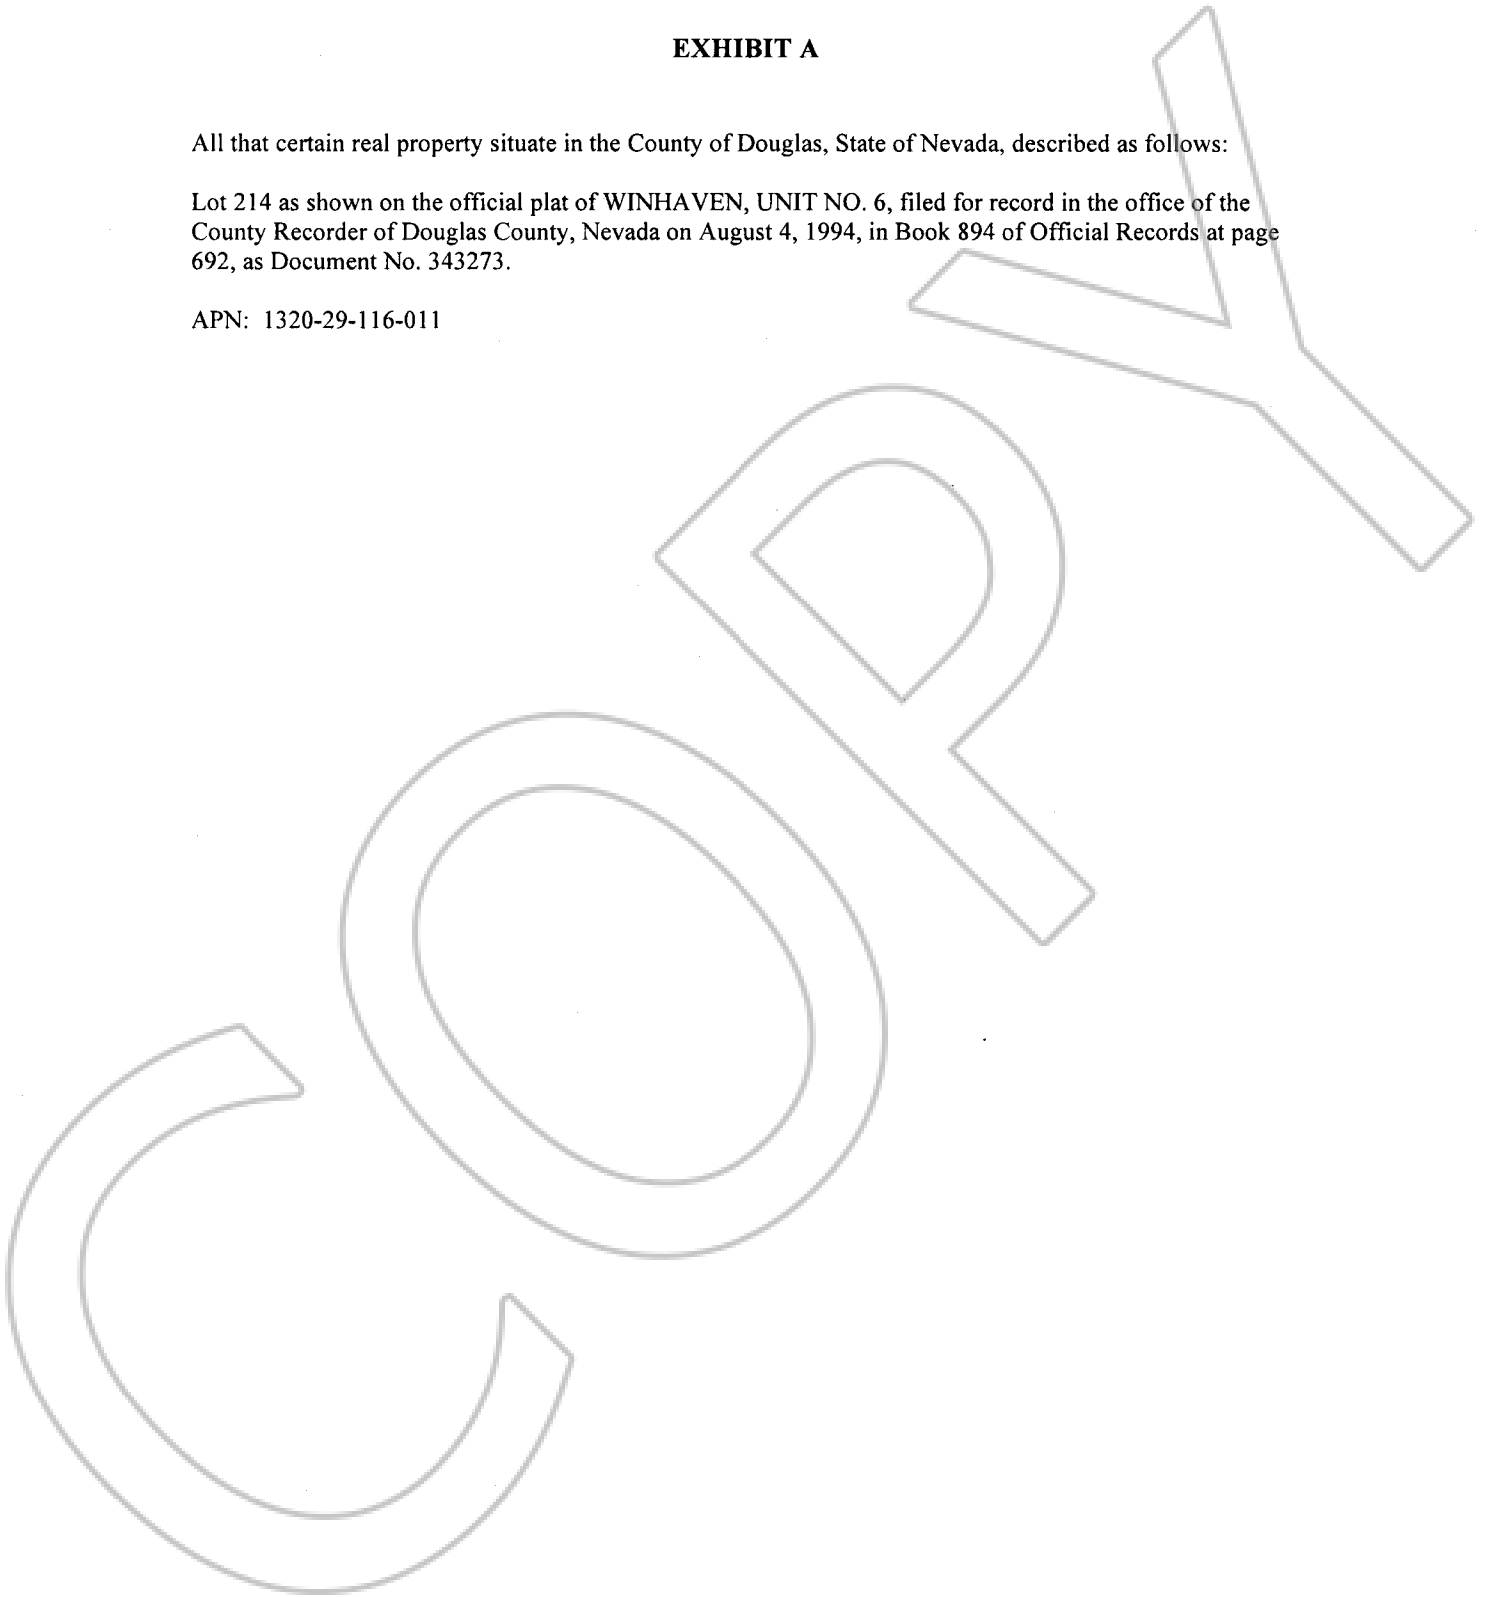 EXHIBIT A
All that certain real property situate in the County of Douglas, State of Nevada, described as follows:
Lot 214 as shown on the official plat of WINHAVEN, UNIT NO. 6, filed for record in the office of the
County Recorder of Douglas County, Nevada on August 4, 1994, in Book 894 of Official Records at page
692, as Document No. 343273.
APN: 1320-29-116-011
COPY